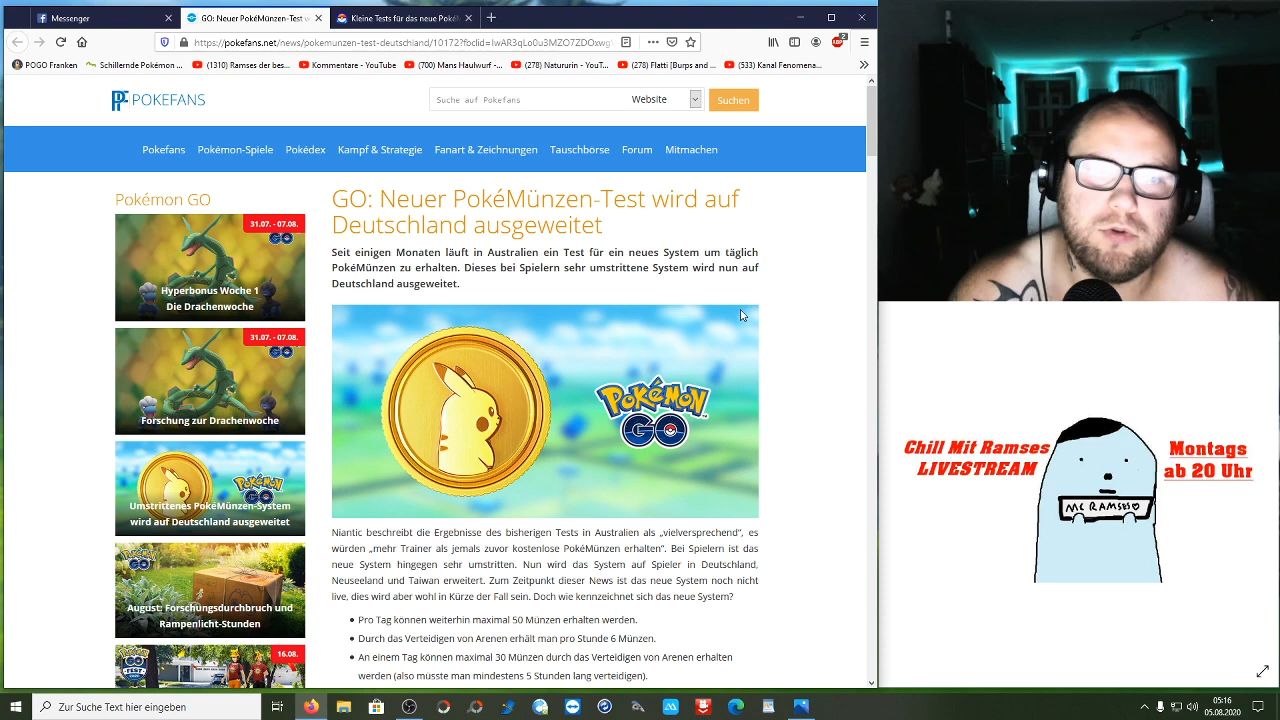 Messenger
GO: Neuer PokéMünzen-Test w
Kleine Tests für das neue PokéM
https://pokefans.net/news/pokemunzen-test-deutschland/10172?fbclid=IwAR3qLo0u3MZO7ZDOxwg
2
POGO Franken
Schillernde Pokémon ...
(1310) Ramses der bes...
Kommentare - YouTube
(700) Mans Haulwurf - ...
(278) Natururin - YouT...
(278) Flatti [Burps and ...
(533) Kanal Fenomena...
POKEFANS
Suche auf Pokefans
Website
Suchen
Pokefans
Pokémon-Spiele
Pokédex
Kampf & Strategie
Fanart & Zeichnungen
Tauschbörse
Forum
Mitmachen
Pokémon GO
31.07. - 07.08.
GO
Hyperbonus Woche 1
Die Drachenwoche
31.07. - 07.08.
GO
Forschung zur Drachenwoche
POKÉMON
GO
Umstrittenes PokéMünzen-System
wird auf Deutschland ausgeweitet
POKÉMON
GO
August: Forschungsdurchbruch und
Rampenlicht-Stunden
16.08.
GO: Neuer PokéMünzen-Test wird auf
Deutschland ausgeweitet
Seit einigen Monaten läuft in Australien ein Test für ein neues System um täglich
PokéMünzen zu erhalten. Dieses bei Spielern sehr umstrittene System wird nun auf
Deutschland ausgeweitet.
POKÉMON
GO
Niantic beschreibt die Ergebnisse des bisherigen Tests in Australien als „vielversprechend“, es
würden „mehr Trainer als jemals zuvor kostenlose PokéMünzen erhalten“. Bei Spielern ist das
neue System hingegen sehr umstritten. Nun wird das System auf Spieler in Deutschland,
Neuseeland und Taiwan erweitert. Zum Zeitpunkt dieser News ist das neue System noch nicht
live, dies wird aber wohl in Kürze der Fall sein. Doch wie kennzeichnet sich das neue System?
• Pro Tag können weiterhin maximal 50 Münzen erhalten werden.
• Durch das Verteidigen von Arenen erhält man pro Stunde 6 Münzen.
• An einem Tag können maximal 30 Münzen durch das Verteidigen von Arenen erhalten
werden (also müsste man mindestens 5 Stunden lang verteidigen).
Chill Mit Ramses
LIVESTREAM
Montags
ab 20 Uhr
MC RAMSES
Zur Suche Text hier eingeben
05:16
05.08.2020